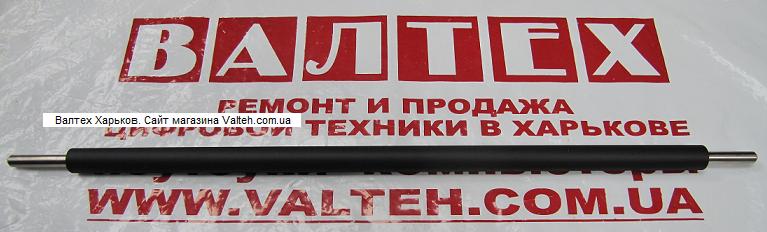 ВАЛТЕХ
РЕМОНТ И ПРОДАЖА
Валтех Харьков. Сайт магазина Valteh.com.ua
ЦИФРОВОЙ ТЕХНИКИ В ХАРЬКОВЕ
WWW.VALTEH.COM.UA